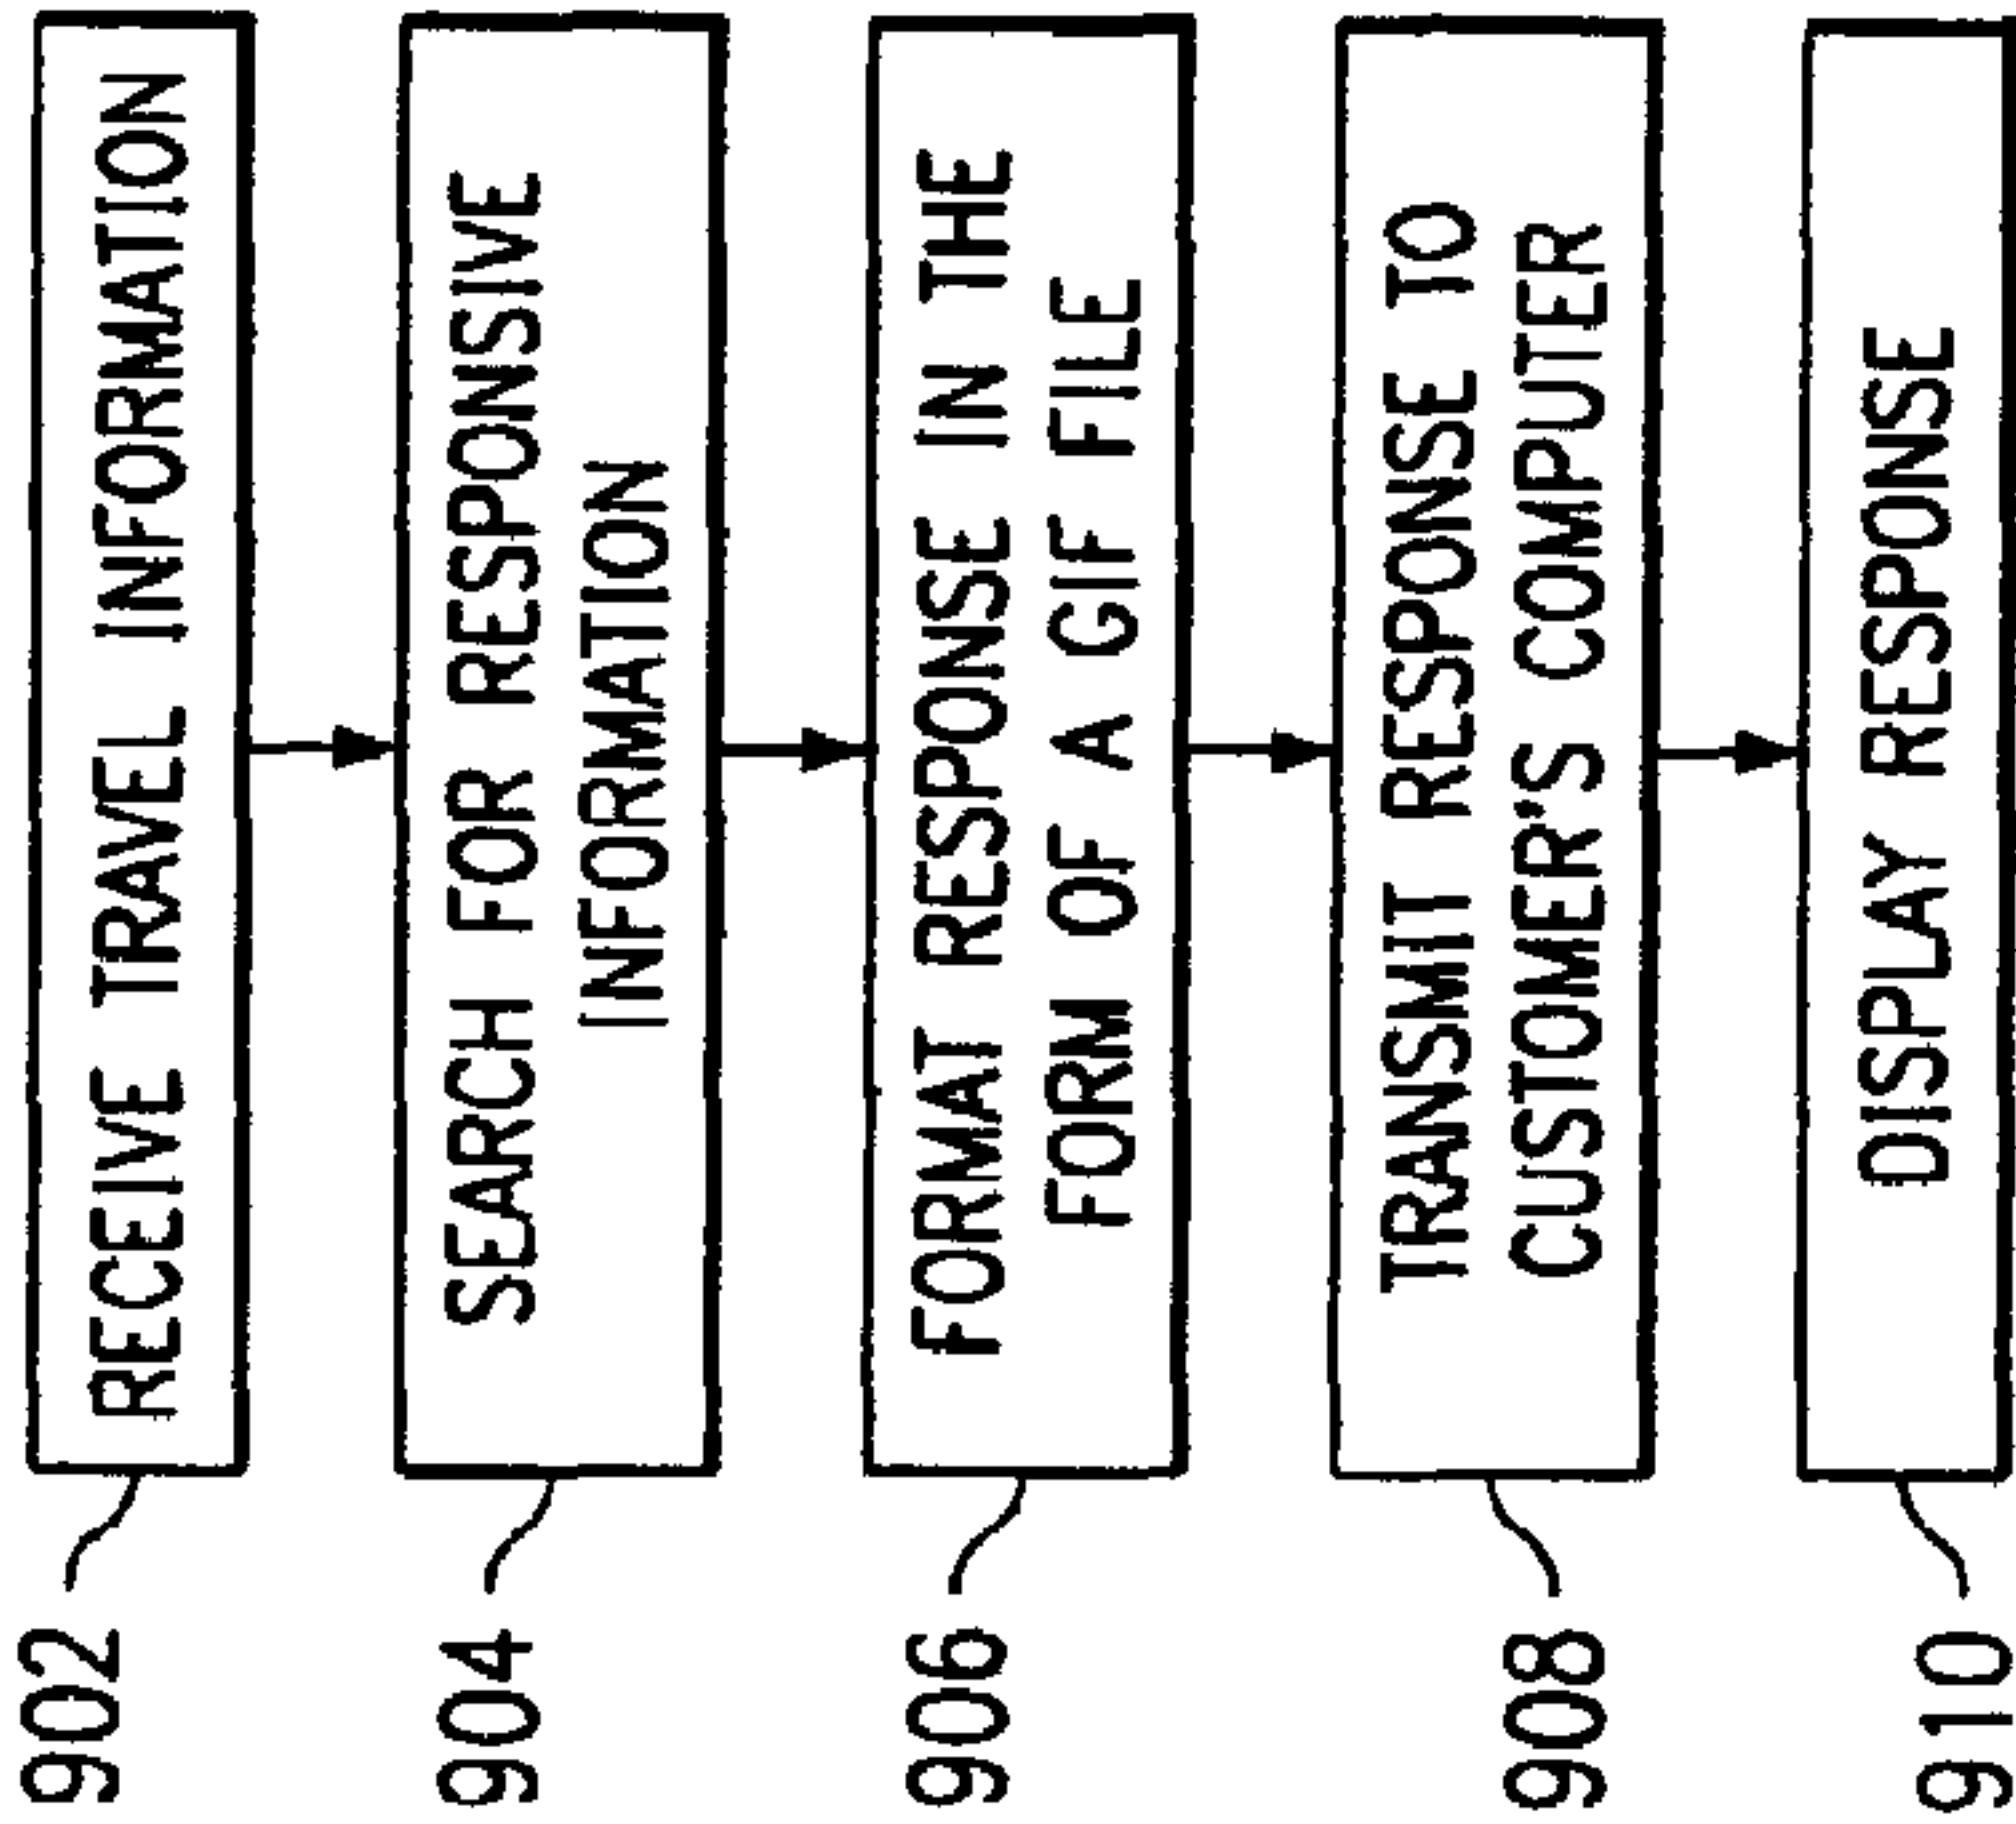 902
RECEIVE TRAVEL INFORMATION
904
SEARCH FOR RESPONSIVE
INFORMATION
906
FORMAT RESPONSE IN THE
FORM OF A GIF FILE
908
TRANSMIT RESPONSE TO
CUSTOMER'S COMPUTER
910
DISPLAY RESPONSE